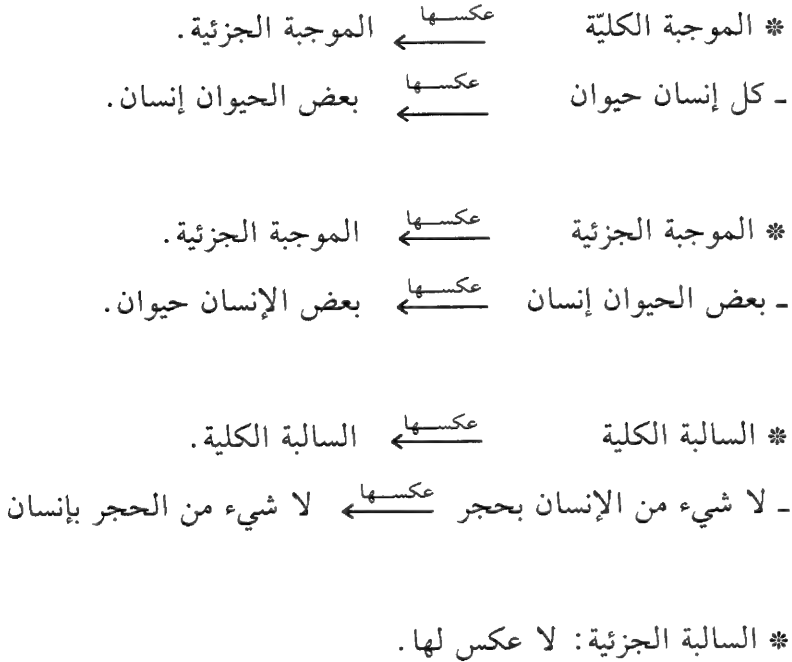 ❊ الموجبة الكليّة عكسها ← الموجبة الجزئية.
ـ كل إنسان حيوان عكسها ← بعض الحيوان إنسان.
❊ الموجبة الجزئية عكسها ← الموجبة الجزئية.
ـ بعض الحيوان إنسان عكسها ← بعض الإنسان حيوان.
❊ السالبة الكلية عكسها ← السالبة الكلية.
ـ لا شيء من الإنسان بحجر عكسها ← لا شيء من الحجر بإنسان
❊ السالبة الجزئية: لا عكس لها.